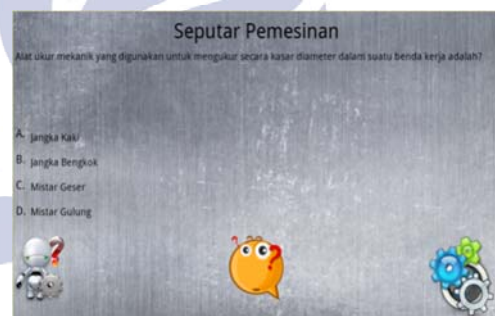 Seputar Pemesinan
Alat ukur mekanik yang digunakan untuk mengukur secara kasar diameter dalam suatu benda kerja adalah?
A. Jangka Kaki
B. Jangka Bengkok
C. Mistar Geser
D. Mistar Gulung